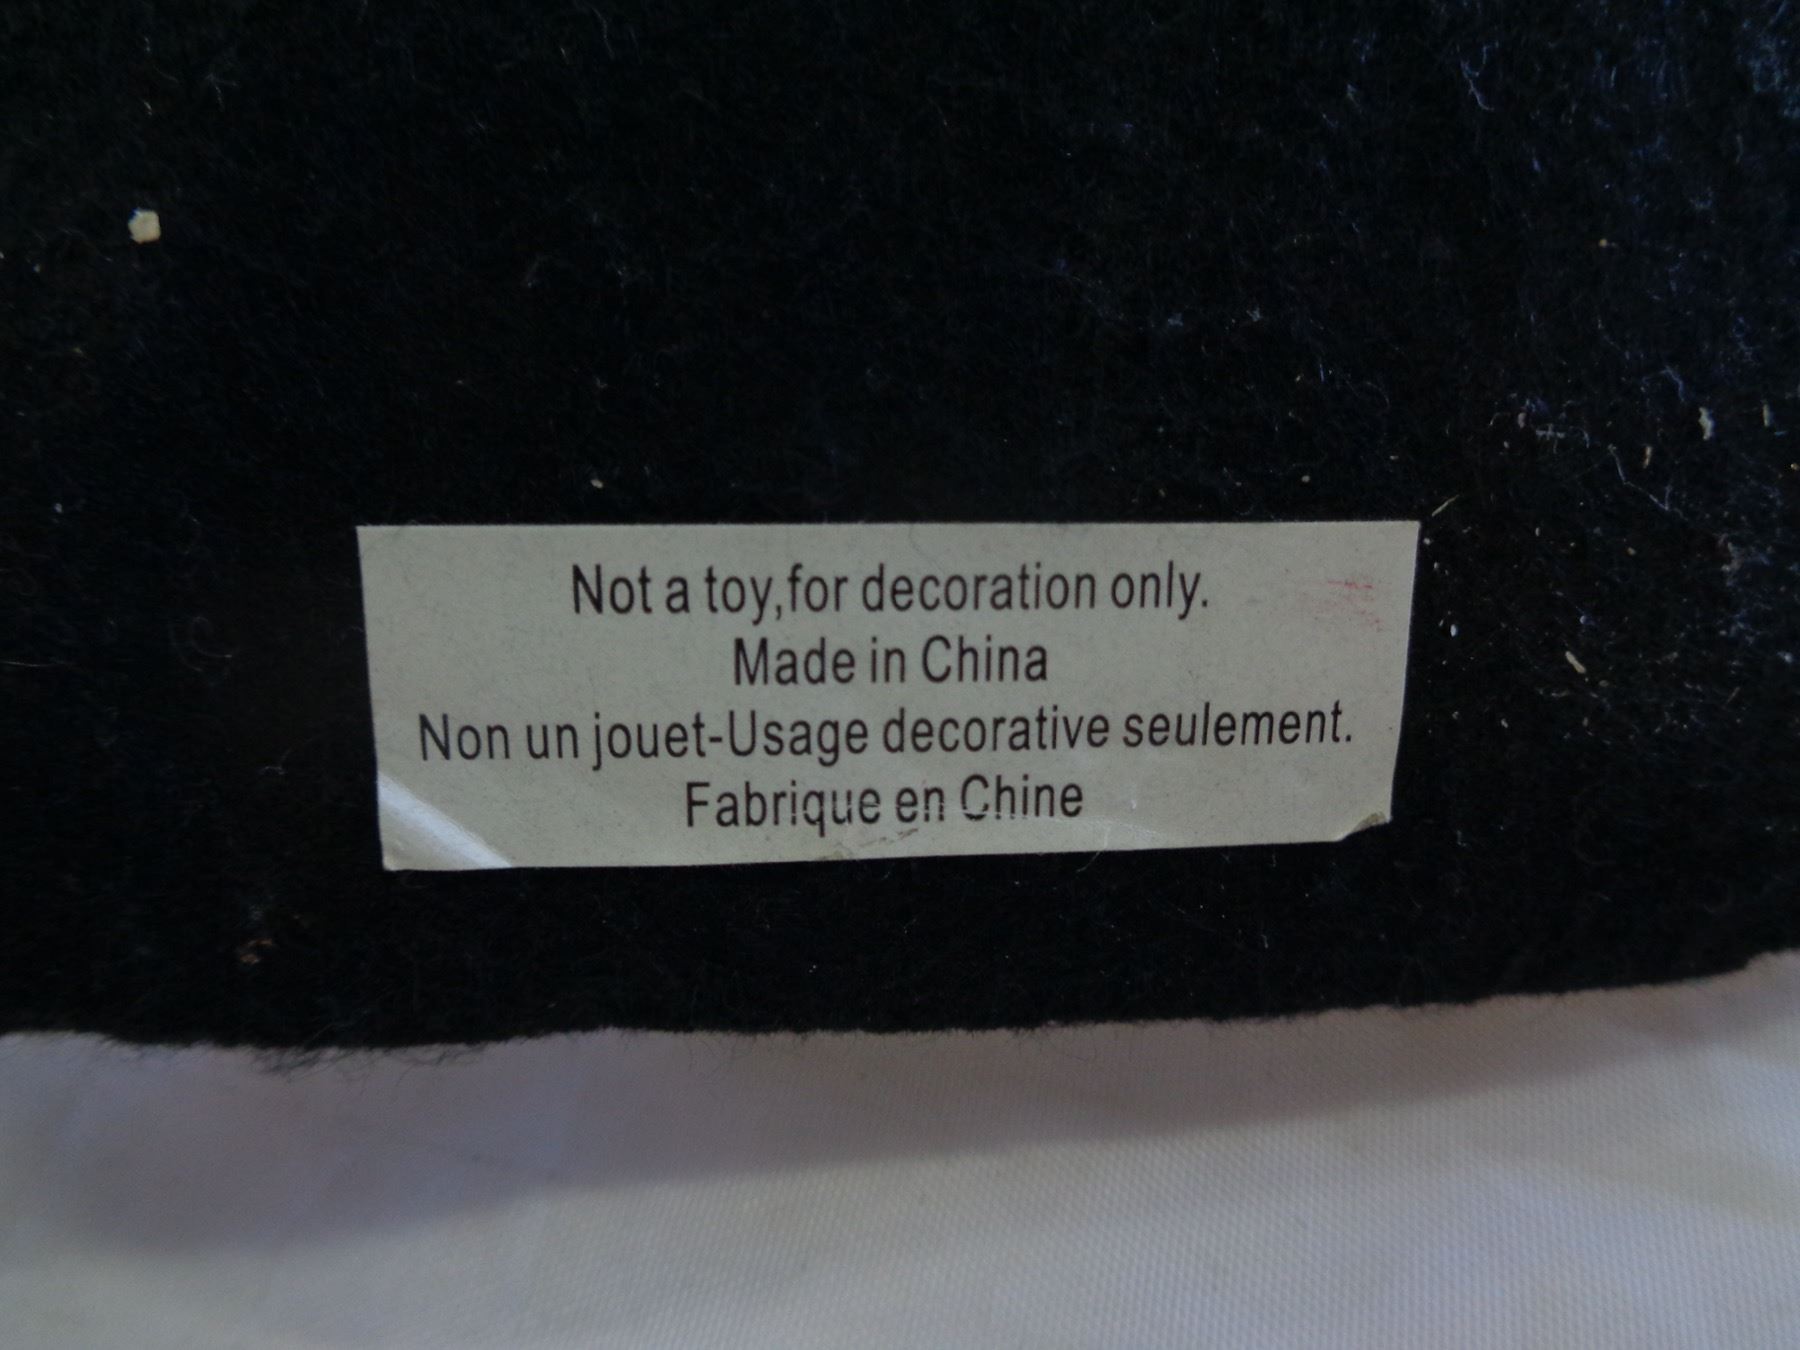 Not a toy,for decoration only.
Made in China
Non un jouet-Usage decorative seulement.
Fabrique en Chine